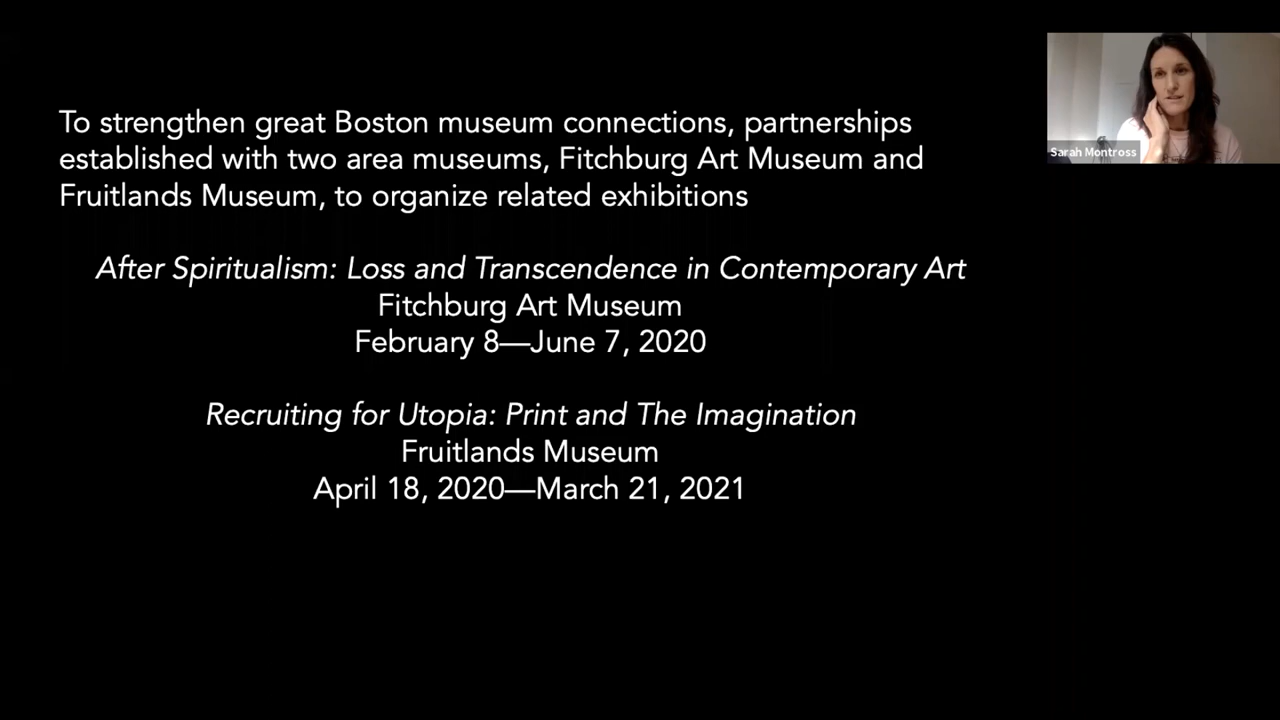 To strengthen great Boston museum connections, partnerships
established with two area museums, Fitchburg Art Museum and
Fruitlands Museum, to organize related exhibitions
After Spiritualism: Loss and Transcendence in Contemporary Art
Fitchburg Art Museum
February 8—June 7, 2020
Recruiting for Utopia: Print and The Imagination
Fruitlands Museum
April 18, 2020—March 21, 2021
Sarah Montross